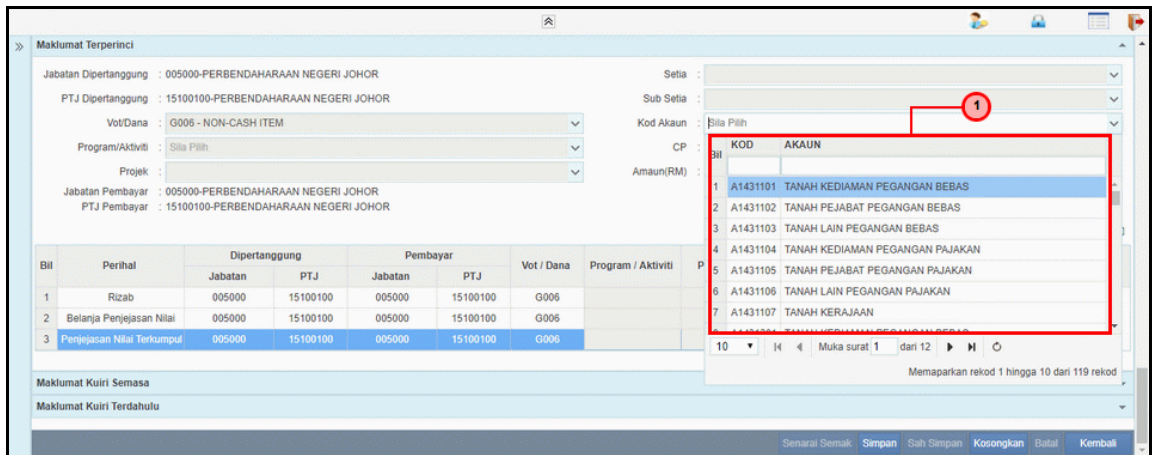 Maklumat Terperinci
Jabatan Dipertanggung : 005000-PERBENDAHARAAN NEGERI JOHOR
Setia :
PTJ Dipertanggung : 15100100-PERBENDAHARAAN NEGERI JOHOR
Sub Setia :
1
Vot/Dana : G006 - NON-CASH ITEM
Kod Akaun : Sila Pilih
Program/Aktiviti : Sila Pilih
CP :
Projek :
Amaun(RM) :
Jabatan Pembayar : 005000-PERBENDAHARAAN NEGERI JOHOR
PTJ Pembayar : 15100100-PERBENDAHARAAN NEGERI JOHOR
Bil KOD AKAUN
1 A1431101 TANAH KEDIAMAN PEGANGAN BEBAS
2 A1431102 TANAH PEJABAT PEGANGAN BEBAS
3 A1431103 TANAH LAIN PEGANGAN BEBAS
4 A1431104 TANAH KEDIAMAN PEGANGAN PAJAKAN
5 A1431105 TANAH PEJABAT PEGANGAN PAJAKAN
6 A1431106 TANAH LAIN PEGANGAN PAJAKAN
7 A1431107 TANAH KERAJAAN
10 Muka surat 1 dari 12
Memaparkan rekod 1 hingga 10 dari 119 rekod
Bil Perihal Dipertanggung Pembayar Vot / Dana Program / Aktiviti P
Jabatan PTJ Jabatan PTJ
1 Rizab 005000 15100100 005000 15100100 G006
2 Belanja Penjejasan Nilai 005000 15100100 005000 15100100 G006
3 Penjejasan Nilai Terkumpul 005000 15100100 005000 15100100 G006
Maklumat Kuiri Semasa
Maklumat Kuiri Terdahulu
Senarai Semak Simpan Sah Simpan Kosongkan Batal Kembali